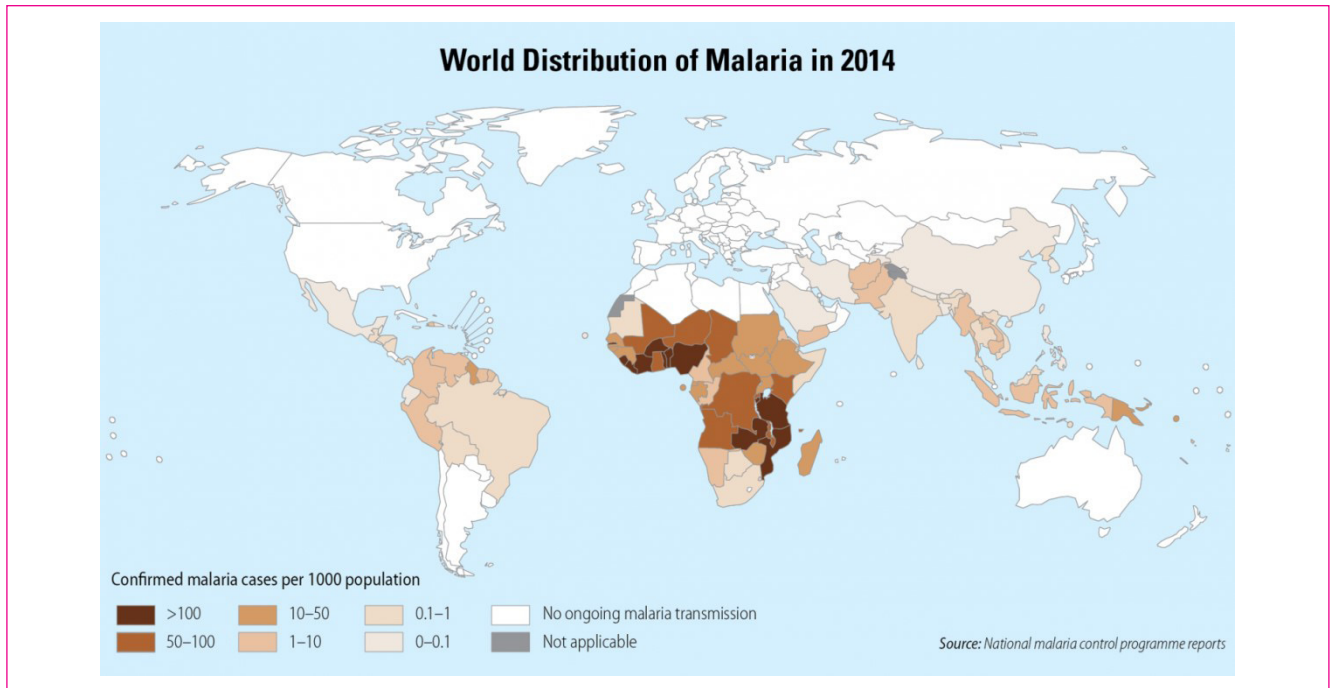 World Distribution of Malaria in 2014
Confirmed malaria cases per 1000 population
>100
10–50
0.1–1
No ongoing malaria transmission
50–100
1–10
0–0.1
Not applicable
Source: National malaria control programme reports